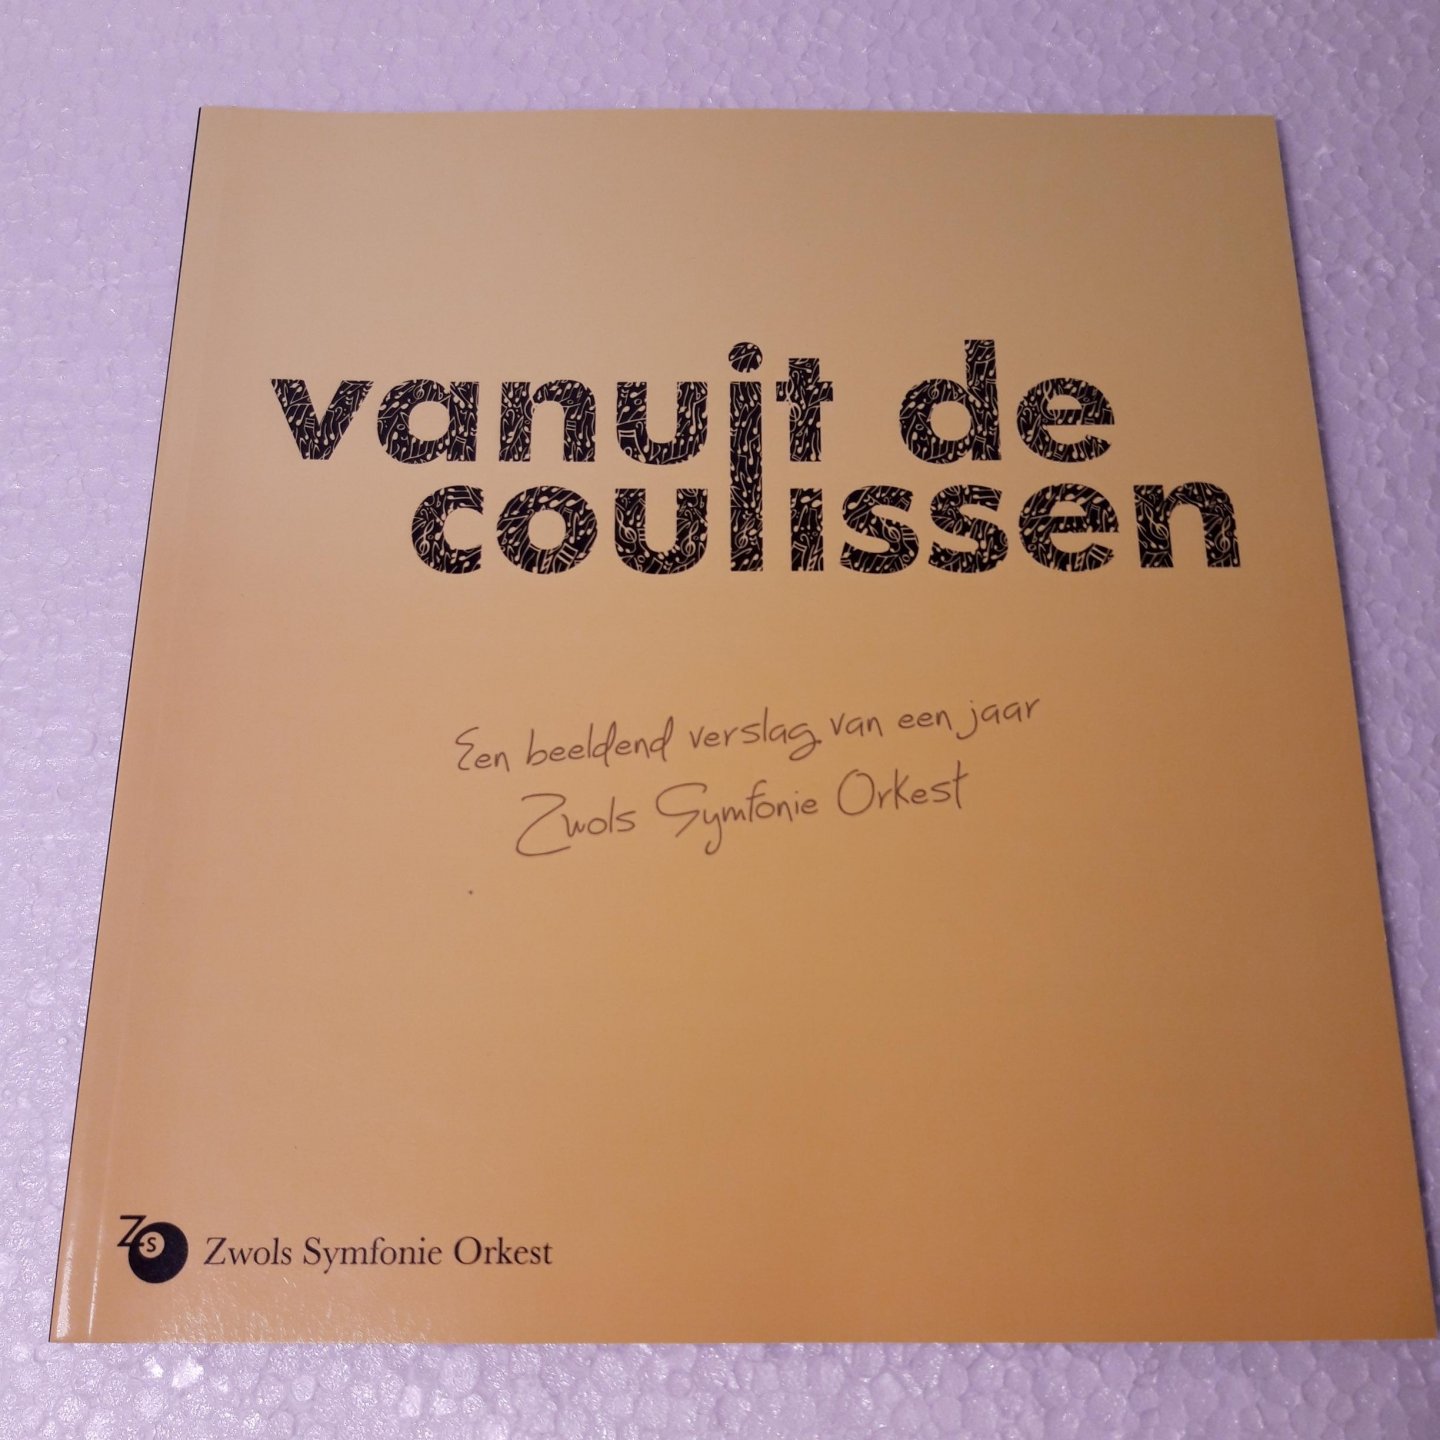 vanuit de
coulissen
Een beeldend verslag van een jaar
Zwols Symfonie Orkest
ZS Zwols Symfonie Orkest